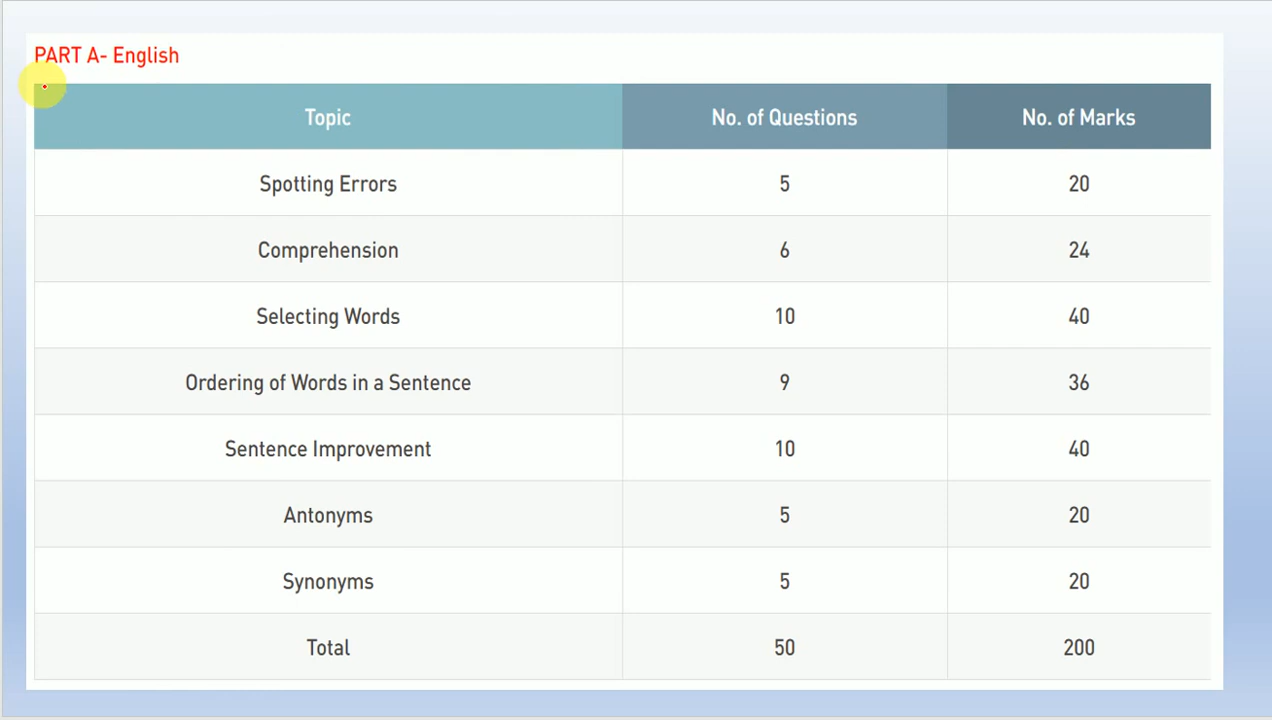 PART A- English
Topic No. of Questions No. of Marks
Spotting Errors 5 20
Comprehension 6 24
Selecting Words 10 40
Ordering of Words in a Sentence 9 36
Sentence Improvement 10 40
Antonyms 5 20
Synonyms 5 20
Total 50 200